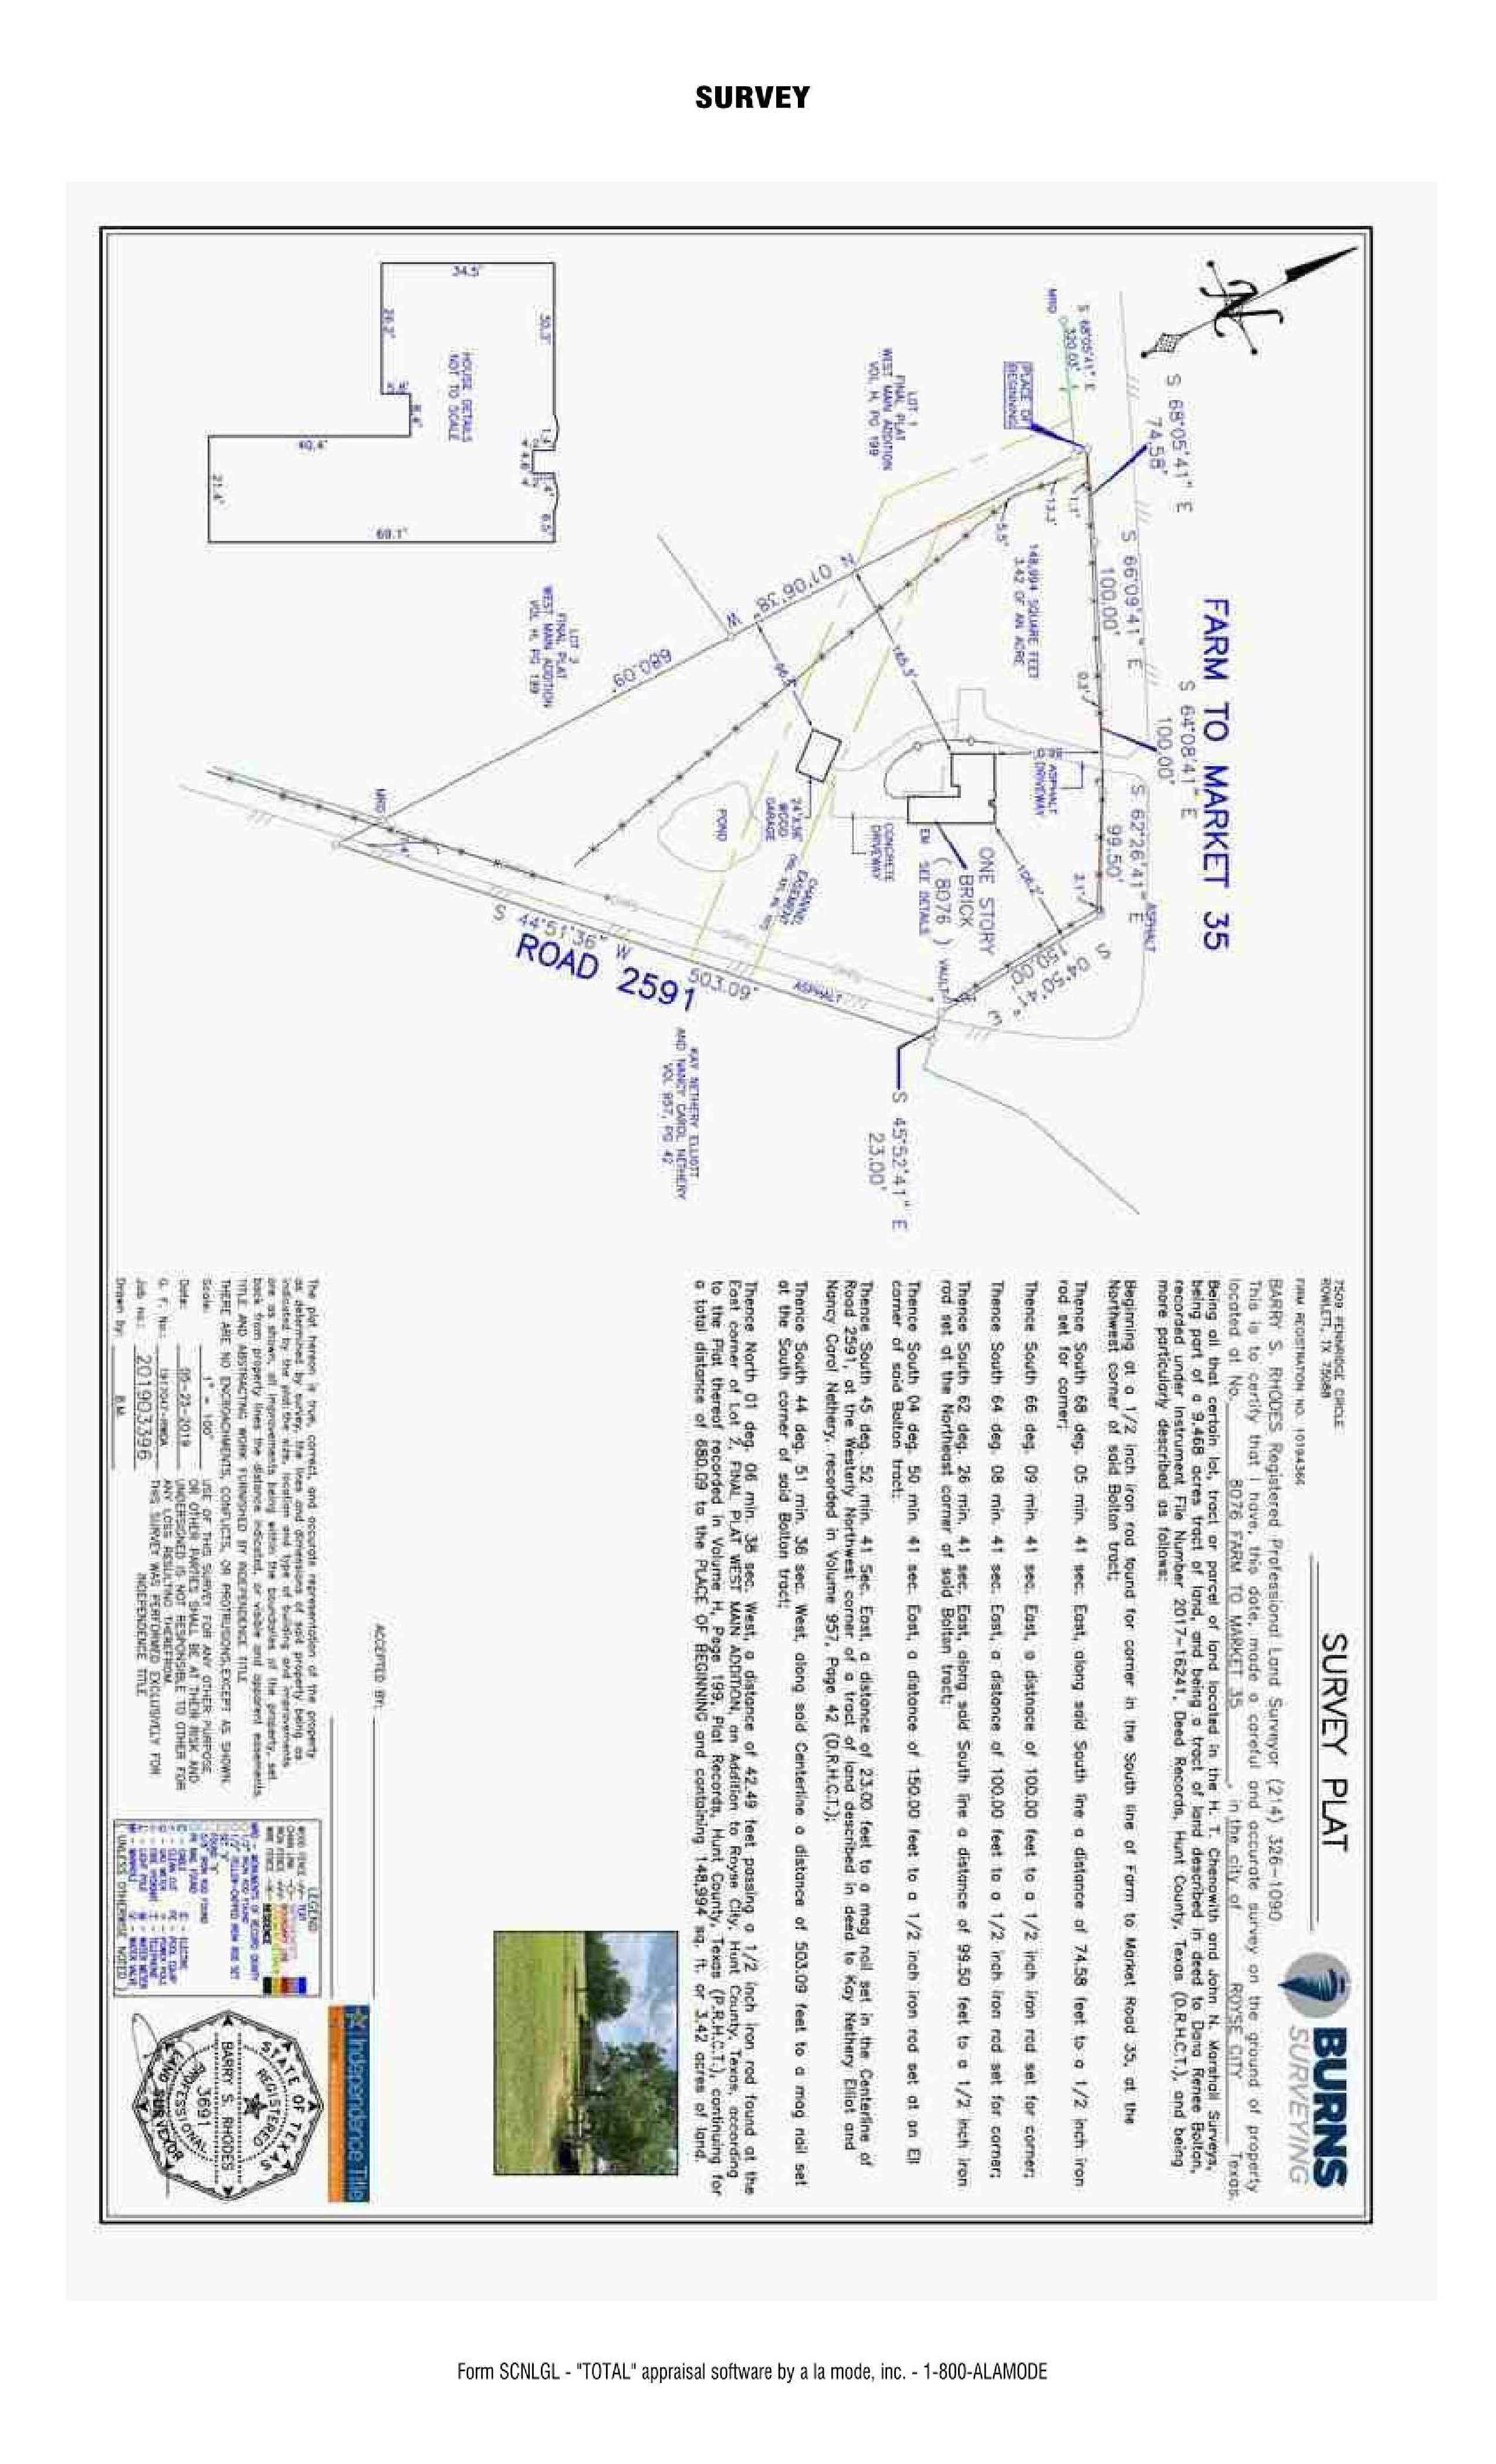 SURVEY
7509 PENNRIDGE CIRCLE
ROWLETT, TX 75088
FIRM REGISTRATION NO. 10194366
SURVEY PLAT
BURNS
SURVEYING
BARRY S. RHODES Registered Professional Land Surveyor (214) 326-1090
This is to certify that I have, this date, made a careful and accurate survey on the ground of property
located at No. 8076 FARM TO MARKET 35, in the city of ROYSE CITY Texas.
Being all that certain lot, tract or parcel of land located in the H. T. Chenowith and John N. Marshall Surveys,
being part of a 9.468 acres tract of land, and being a tract of land described in deed to Dana Renee Bolton,
recorded under Instrument File Number 2017-16241, Deed Records, Hunt County, Texas (D.R.H.C.T.), and being
more particularly described as follows:
Beginning at a 1/2 inch iron rod found for corner in the South line of Farm to Market Road 35, at the
Northwest corner of said Bolton tract;
Thence South 68 deg. 05 min. 41 sec. East, along said South line a distance of 74.58 feet to a 1/2 inch iron
rod set for corner;
Thence South 66 deg. 09 min. 41 sec. East, a distnace of 100.00 feet to a 1/2 inch iron rod set for corner;
Thence South 64 deg. 08 min. 41 sec. East, a distance of 100.00 feet to a 1/2 inch iron rod set for corner;
Thence South 62 deg. 26 min. 41 sec. East, along said South line a distance of 99.50 feet to a 1/2 inch iron
rod set at the Northeast corner of said Bolton tract;
Thence South 04 deg. 50 min. 41 sec. East, a distance of 150.00 feet to a 1/2 inch iron rod set at an Ell
corner of said Bolton tract;
Thence South 45 deg. 52 min. 41 Sec. East, a distance of 23.00 feet to a mag nail set in the Centerline of
Road 2591, at the Westerly Northwest corner of a tract of land described in deed to Kay Nethery Elliot and
Nancy Carol Nethery, recorded in Volume 957, Page 42 (D.R.H.C.T.);
Thence South 44 deg. 51 min. 36 sec. West, along said Centerline a distance of 503.09 feet to a mag nail set
at the South corner of said Bolton tract;
Thence North 01 deg. 06 min. 38 sec. West, a distance of 42.49 feet passing a 1/2 inch iron rod found at the
East corner of Lot 2, FINAL PLAT WEST MAIN ADDITION, an Addition to Royse City, Hunt County, Texas, according
to the Plat thereof recorded in Volume H, Page 199, Plat Records, Hunt County, Texas (P.R.H.C.T.), continuing for
a total distance of 680.09 to the PLACE OF BEGINNING and containing 148,994 sq. ft. or 3.42 acres of land.
S 68°05'41" E
74.58'
FARM TO MARKET 35
S 66°09'41" E
100.00'
S 64°08'41" E
100.00'
S 62°26'41" E
99.50'
ASPHALT
S 68°05'41" E
320.03'
MRD
PLACE OF
BEGINNING
1.1'
13.3'
5.5'
148,994 SQUARE FEET
3.42 OF AN ACRE
0.3'
ASPHALT
DRIVEWAY
2.1'
S 04°50'41" E
150.00'
LOT 1
FINAL PLAT
WEST MAIN ADDITION
VOL H, PG 199
165.3'
ONE STORY
BRICK
( 8076 )
SEE DETAILS
EM
VAULT
CONCRETE
DRIVEWAY
24'X36'
WOOD
GARAGE
CHANNEL
EASEMENT
POND
N 01°06'38" W
680.09'
S 45°52'41" E
23.00'
ASPHALT
503.09'
S 44°51'36" W
ROAD 2591
KAY NETHERY ELLIOTT
AND NANCY CAROL NETHERY
VOL 957, PG 42
LOT 2
FINAL PLAT
WEST MAIN ADDITION
VOL H, PG 199
MRD
50.3'
34.5'
26.2'
8.4'
HOUSE DETAILS
NOT TO SCALE
4.6'
6.5'
40.4'
21.4'
69.1'
The plat hereon is true, correct, and accurate representation of the property
as determined by survey, the lines and dimensions of said property being as
indicated by the plat: the size, location and type of building and improvements
are as shown, all improvements being within the boundaries of the property, set
back from property lines the distance indicated, or visible and apparent easements.
TITLE AND ABSTRACTING WORK FURNISHED BY INDEPENDENCE TITLE
THERE ARE NO ENCROACHMENTS, CONFLICTS, OR PROTRUSIONS, EXCEPT AS SHOWN.
Scale: 1" = 100'
Date: 05-23-2019
G. F. No.:
Job no.: 201903396
Drawn by: B.M.
USE OF THIS SURVEY FOR ANY OTHER PURPOSE
OR OTHER PARTIES SHALL BE AT THEIR RISK AND
UNDERSIGNED IS NOT RESPONSIBLE TO OTHER FOR
ANY LOSS RESULTING THEREFROM
THIS SURVEY WAS PERFORMED EXCLUSIVELY FOR
INDEPENDENCE TITLE
ACCEPTED BY:
LEGEND
UNLESS OTHERWISE NOTED
Independence Title
STATE OF TEXAS
REGISTERED
BARRY S. RHODES
3691
PROFESSIONAL
LAND SURVEYOR
Form SCNLGL - "TOTAL" appraisal software by a la mode, inc. - 1-800-ALAMODE